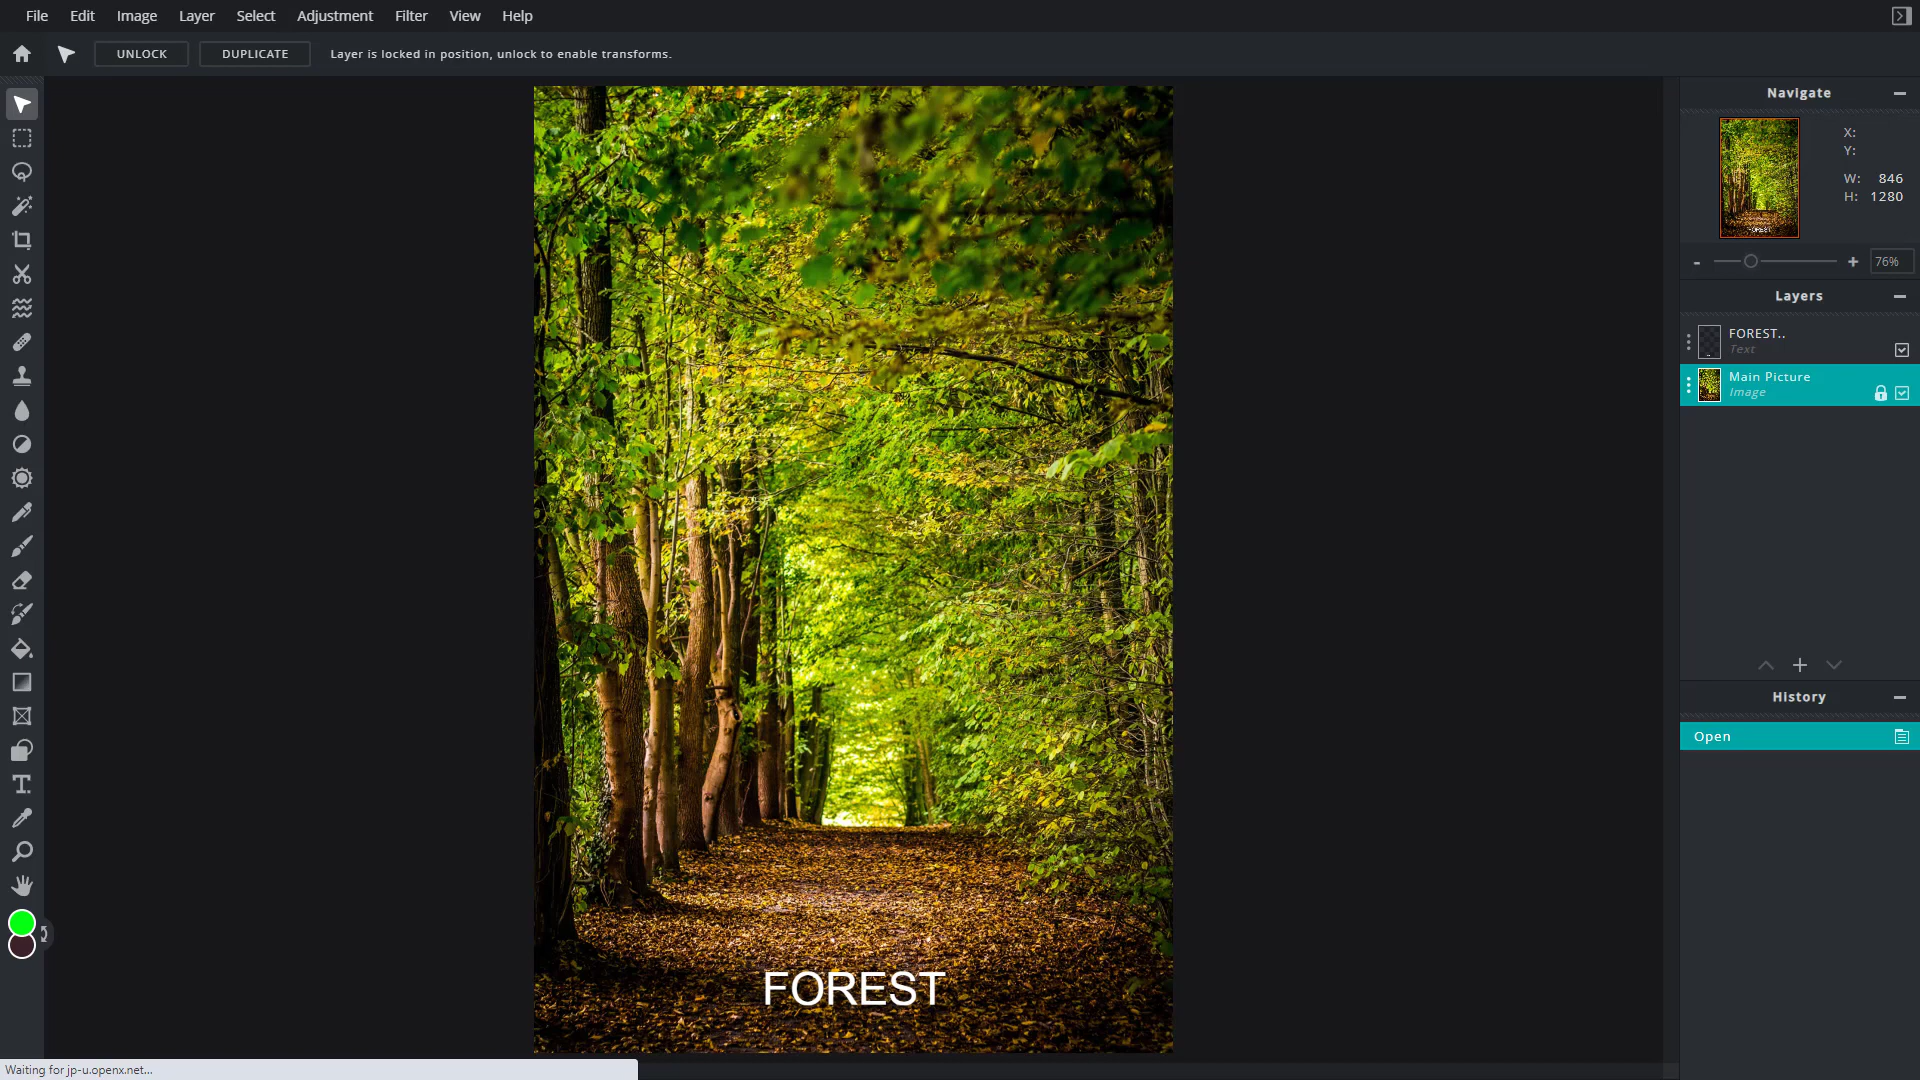 File Edit Image Layer Select Adjustment Filter View Help
UNLOCK DUPLICATE Layer is locked in position, unlock to enable transforms.
Navigate
X:
Y:
W: 846
H: 1280
- + 76%
Layers
FOREST..
Text
Main Picture
Image
History
Open
FOREST
Waiting for jp-u.openx.net...